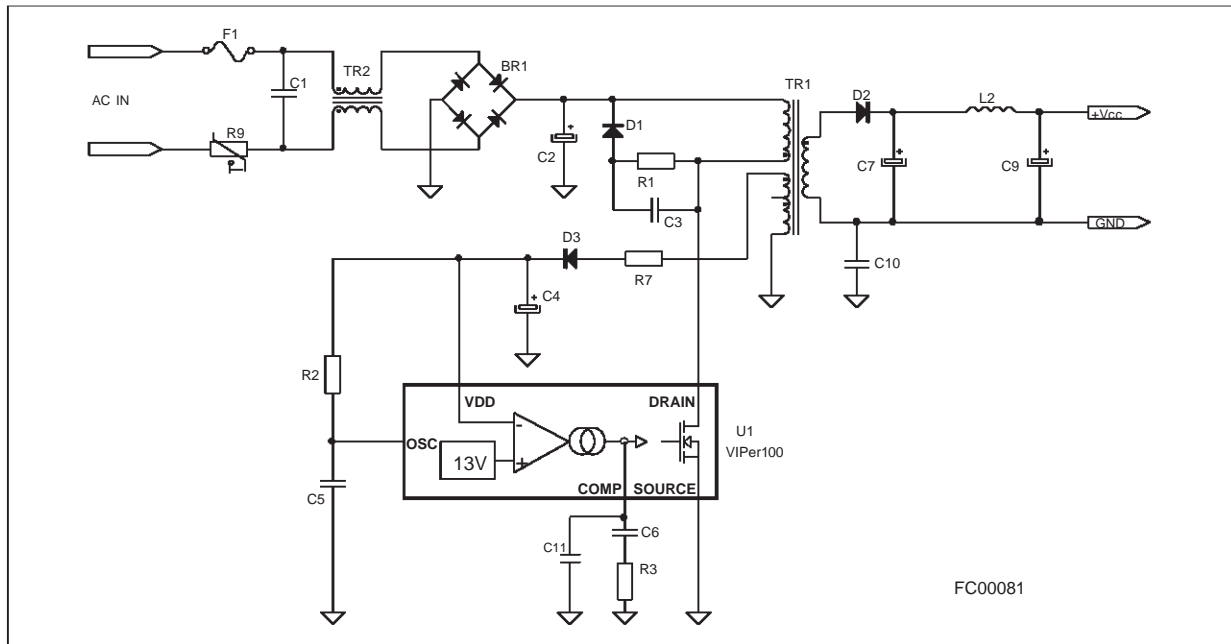 F1
BR1
TR2
C1
AC IN
R9
T°
TR1
D2
L2
+Vcc
D1
+
C2
R1
C3
+
C7
+
C9
GND
D3
R7
C10
+
C4
R2
VDD
DRAIN
OSC
-
+
13V
U1
VIPer100
COMP
SOURCE
C5
C11
C6
R3
FC00081